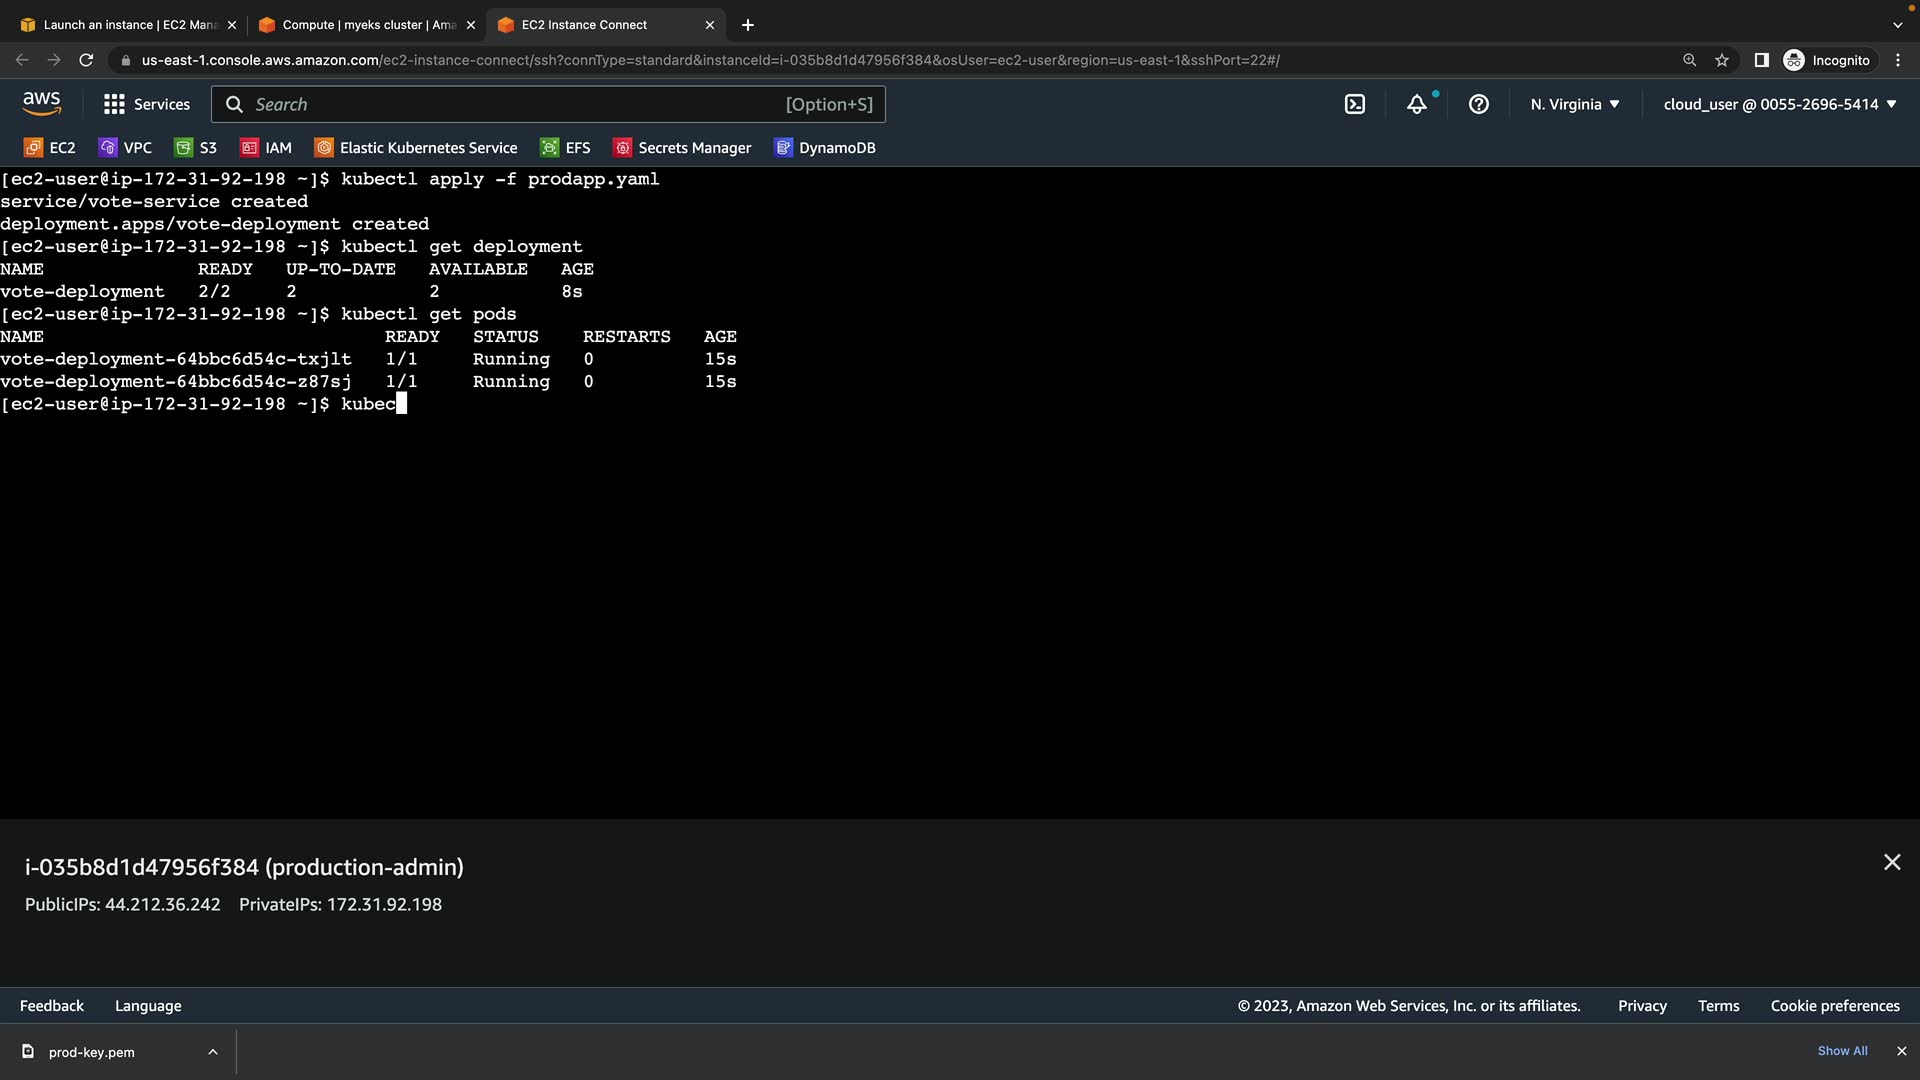 Launch an instance | EC2 Mana
Compute | myeks cluster | Ama
EC2 Instance Connect
us-east-1.console.aws.amazon.com/ec2-instance-connect/ssh?connType=standard&instanceId=i-035b8d1d47956f384&osUser=ec2-user&region=us-east-1&sshPort=22#/
Incognito
aws
Services
Search
[Option+S]
N. Virginia
cloud_user @ 0055-2696-5414
EC2
VPC
S3
IAM
Elastic Kubernetes Service
EFS
Secrets Manager
DynamoDB
[ec2-user@ip-172-31-92-198 ~]$ kubectl apply -f prodapp.yaml
service/vote-service created
deployment.apps/vote-deployment created
[ec2-user@ip-172-31-92-198 ~]$ kubectl get deployment
NAME READY UP-TO-DATE AVAILABLE AGE
vote-deployment 2/2 2 2 8s
[ec2-user@ip-172-31-92-198 ~]$ kubectl get pods
NAME READY STATUS RESTARTS AGE
vote-deployment-64bbc6d54c-txjlt 1/1 Running 0 15s
vote-deployment-64bbc6d54c-z87sj 1/1 Running 0 15s
[ec2-user@ip-172-31-92-198 ~]$ kubec
i-035b8d1d47956f384 (production-admin)
PublicIPs: 44.212.36.242 PrivateIPs: 172.31.92.198
Feedback
Language
© 2023, Amazon Web Services, Inc. or its affiliates.
Privacy
Terms
Cookie preferences
prod-key.pem
Show All